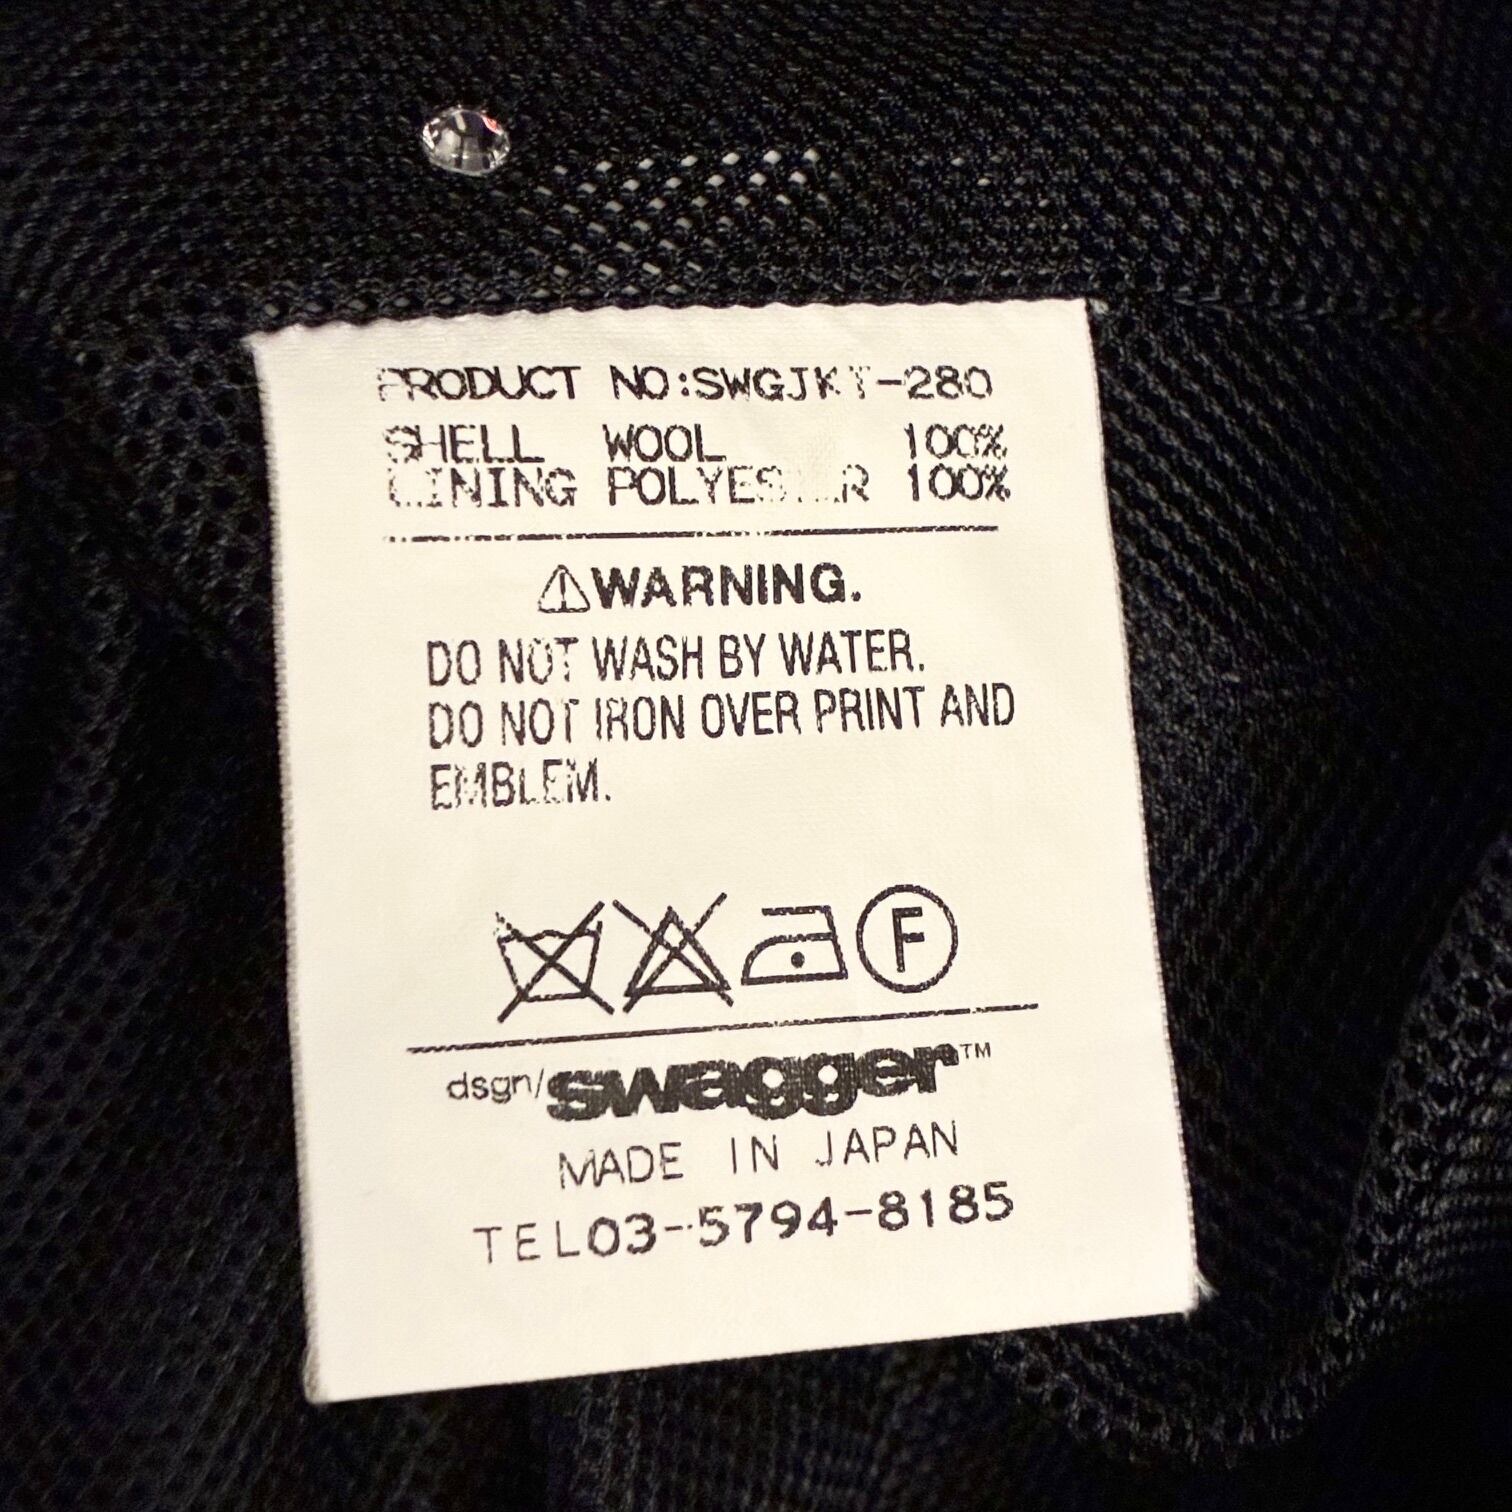 PRODUCT NO:SWGJKT-280
SHELL WOOL 100%
LINING POLYESTER 100%
⚠WARNING.
DO NOT WASH BY WATER.
DO NOT IRON OVER PRINT AND
EMBLEM.
F
dsgn/swagger™
MADE IN JAPAN
TEL03-5794-8185